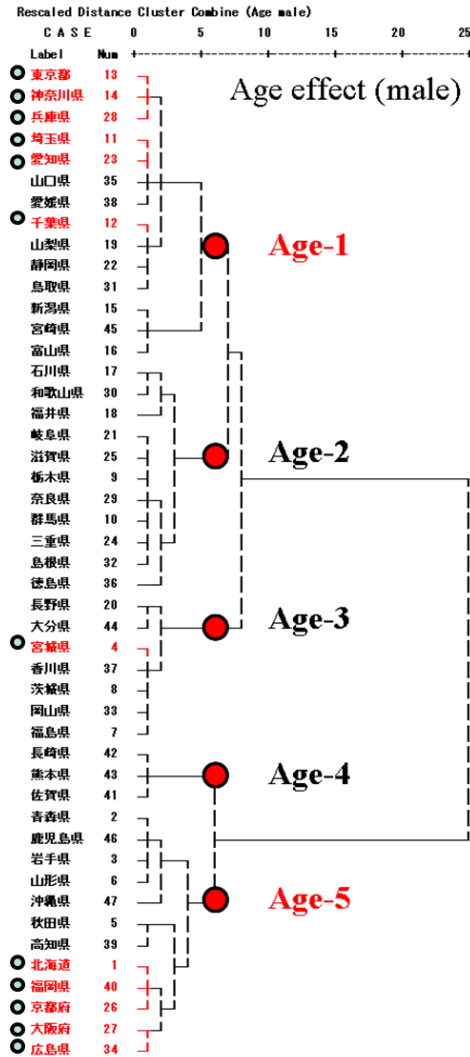 Rescaled Distance Cluster Combine (Age male)
C A S E 0 5 10 15 20 25
Label Num
東京都 13
神奈川県 14
兵庫県 28
埼玉県 11
愛知県 23
山口県 35
愛媛県 38
千葉県 12
山梨県 19
静岡県 22
鳥取県 31
新潟県 15
宮崎県 45
富山県 16
石川県 17
和歌山県 30
福井県 18
岐阜県 21
滋賀県 25
栃木県 9
奈良県 29
群馬県 10
三重県 24
島根県 32
徳島県 36
長野県 20
大分県 44
宮城県 4
香川県 37
茨城県 8
岡山県 33
福島県 7
長崎県 42
熊本県 43
佐賀県 41
青森県 2
鹿児島県 46
岩手県 3
山形県 6
沖縄県 47
秋田県 5
高知県 39
北海道 1
福岡県 40
京都府 26
大阪府 27
広島県 34
Age effect (male)
Age-1
Age-2
Age-3
Age-4
Age-5